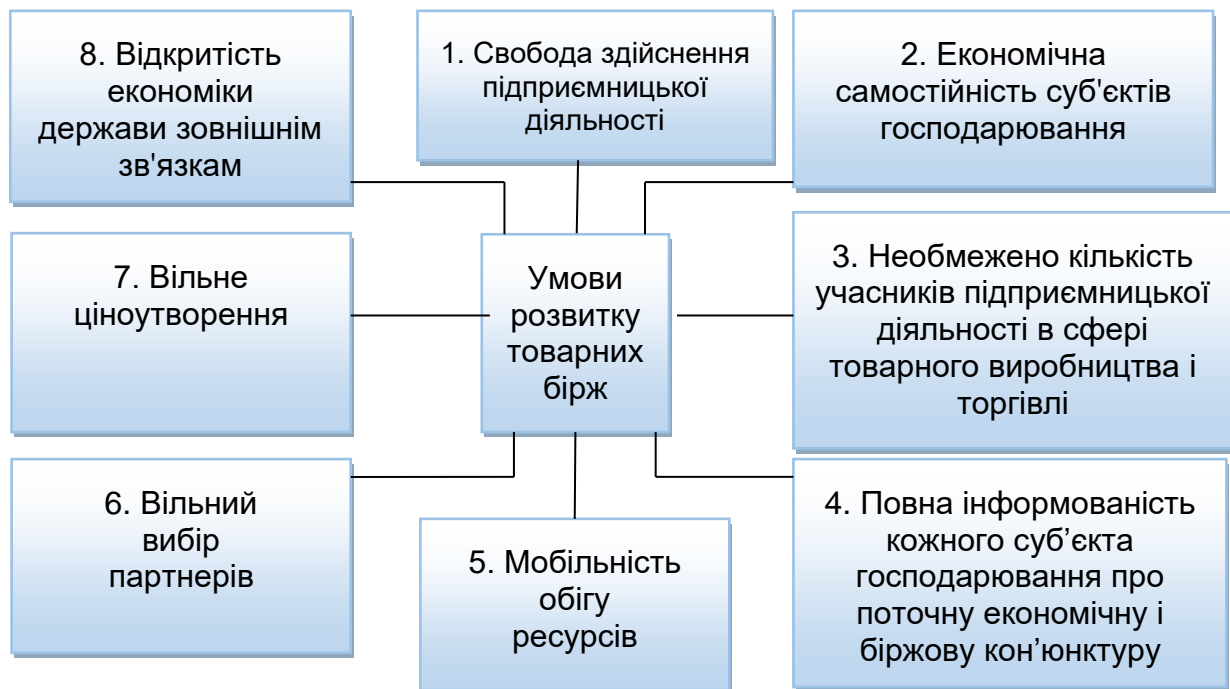 8. Відкритість
економіки
держави зовнішнім
зв'язкам
1. Свобода здійснення
підприємницької
діяльності
2. Економічна
самостійність суб'єктів
господарювання
7. Вільне
ціноутворення
Умови
розвитку
товарних
бірж
3. Необмежено кількість
учасників підприємницької
діяльності в сфері
товарного виробництва і
торгівлі
6. Вільний
вибір
партнерів
5. Мобільність
обігу
ресурсів
4. Повна інформованість
кожного суб’єкта
господарювання про
поточну економічну і
біржову кон’юнктуру